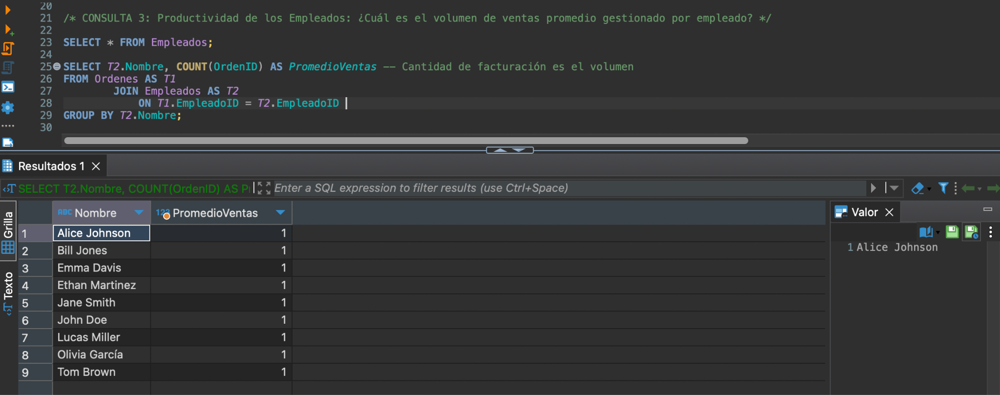 20
21 /* CONSULTA 3: Productividad de los Empleados: ¿Cuál es el volumen de ventas promedio gestionado por empleado? */
22
23 SELECT * FROM Empleados;
24
25 SELECT T2.Nombre, COUNT(OrdenID) AS PromedioVentas -- Cantidad de facturación es el volumen
26 FROM Ordenes AS T1
27 JOIN Empleados AS T2
28 ON T1.EmpleadoID = T2.EmpleadoID
29 GROUP BY T2.Nombre;
30
Resultados 1
SELECT T2.Nombre, COUNT(OrdenID) AS P Enter a SQL expression to filter results (use Ctrl+Space)
Grilla
Texto
ABC Nombre 123 PromedioVentas
1 Alice Johnson 1
2 Bill Jones 1
3 Emma Davis 1
4 Ethan Martinez 1
5 Jane Smith 1
6 John Doe 1
7 Lucas Miller 1
8 Olivia García 1
9 Tom Brown 1
Valor
1 Alice Johnson